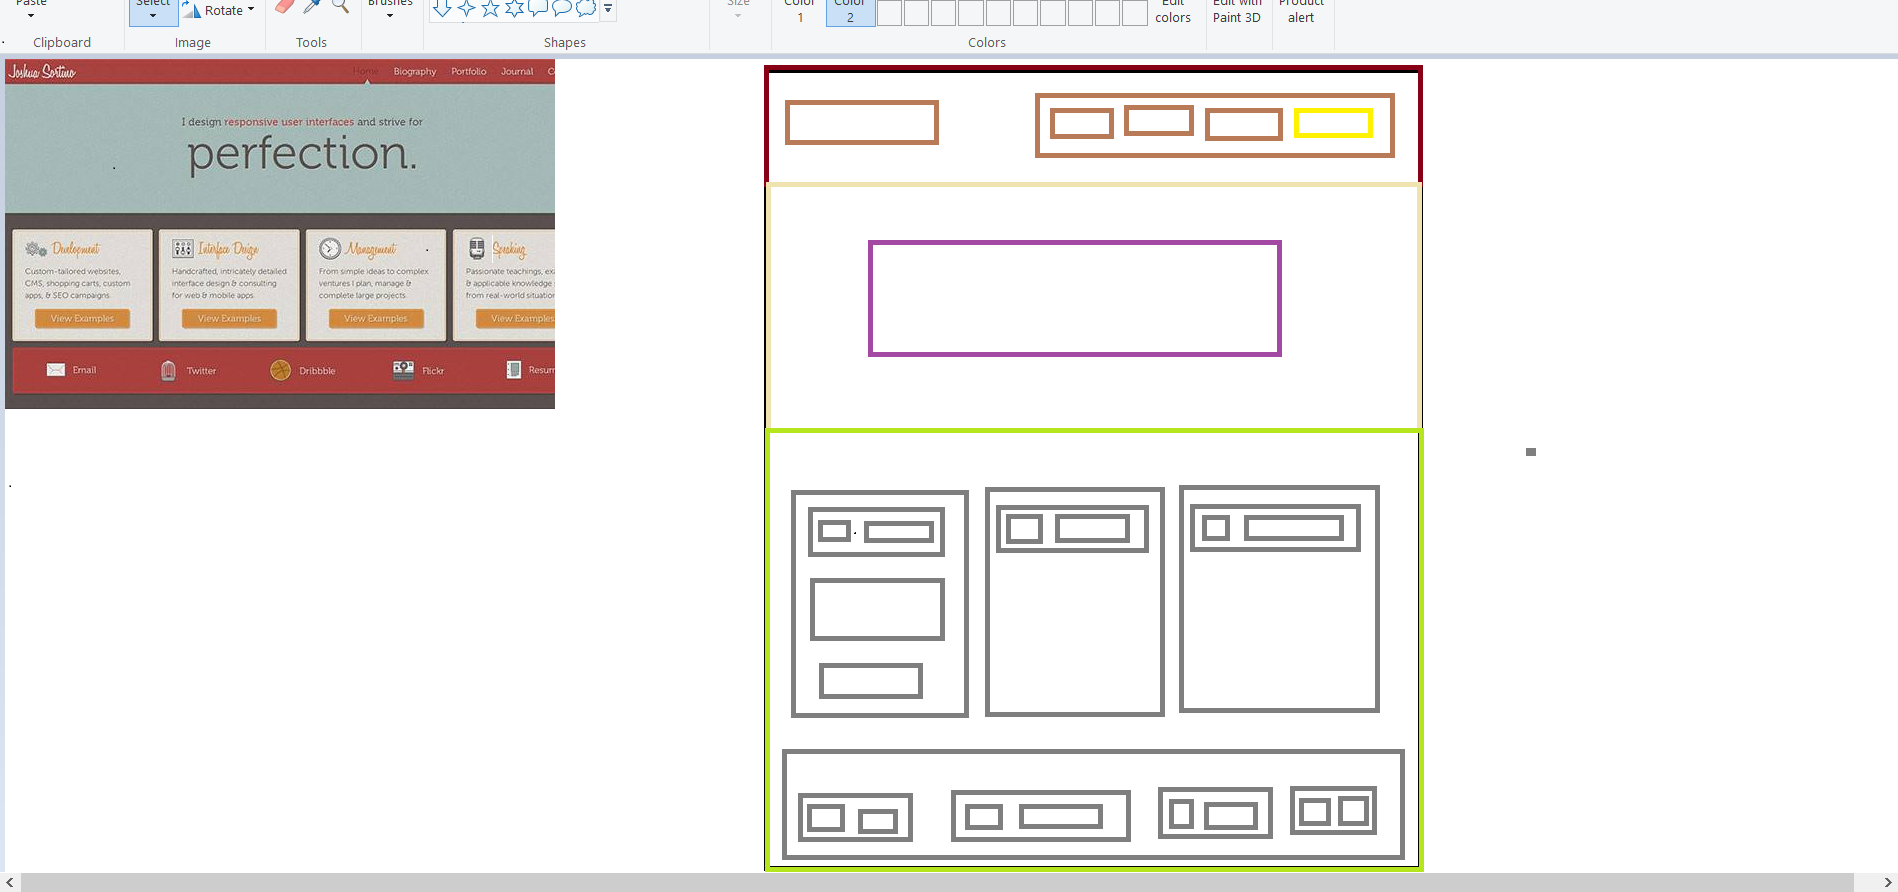 Paste
Select
Rotate
Brushes
Size
Color
1
Color
2
Edit
colors
Edit with
Paint 3D
Product
alert
Clipboard
Image
Tools
Shapes
Colors
Joshua Sortino
Home
Biography
Portfolio
Journal
I design responsive user interfaces and strive for
perfection.
Development
Custom-tailored websites,
CMS, shopping carts, custom
apps, & SEO campaigns.
View Examples
Interface Design
Handcrafted, intricately detailed
interface design & consulting
for web & mobile apps.
View Examples
Management
From simple ideas to complex
ventures I plan, manage &
complete large projects.
View Examples
Speaking
Passionate teachings,
& applicable knowledge
from real-world
View Examples
Email
Twitter
Dribbble
Flickr